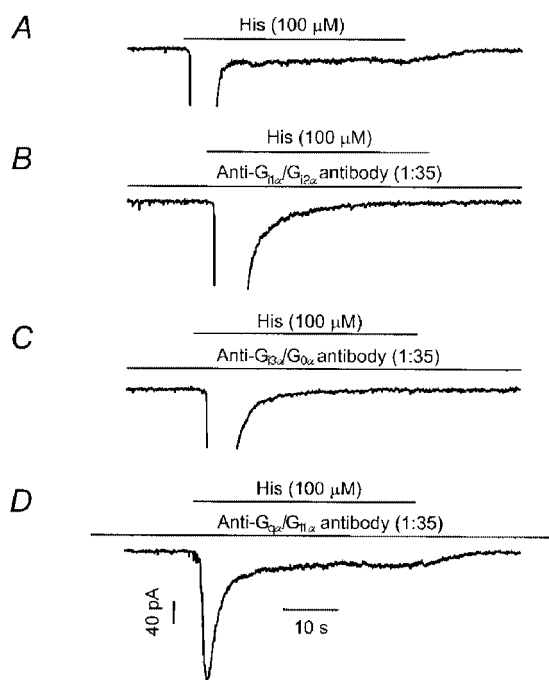 A
His (100 μM)
B
His (100 μM)
Anti-Gi1α/Gi2α antibody (1:35)
C
His (100 μM)
Anti-Gi3α/G0α antibody (1:35)
D
His (100 μM)
Anti-Gqα/G11α antibody (1:35)
40 pA
10 s